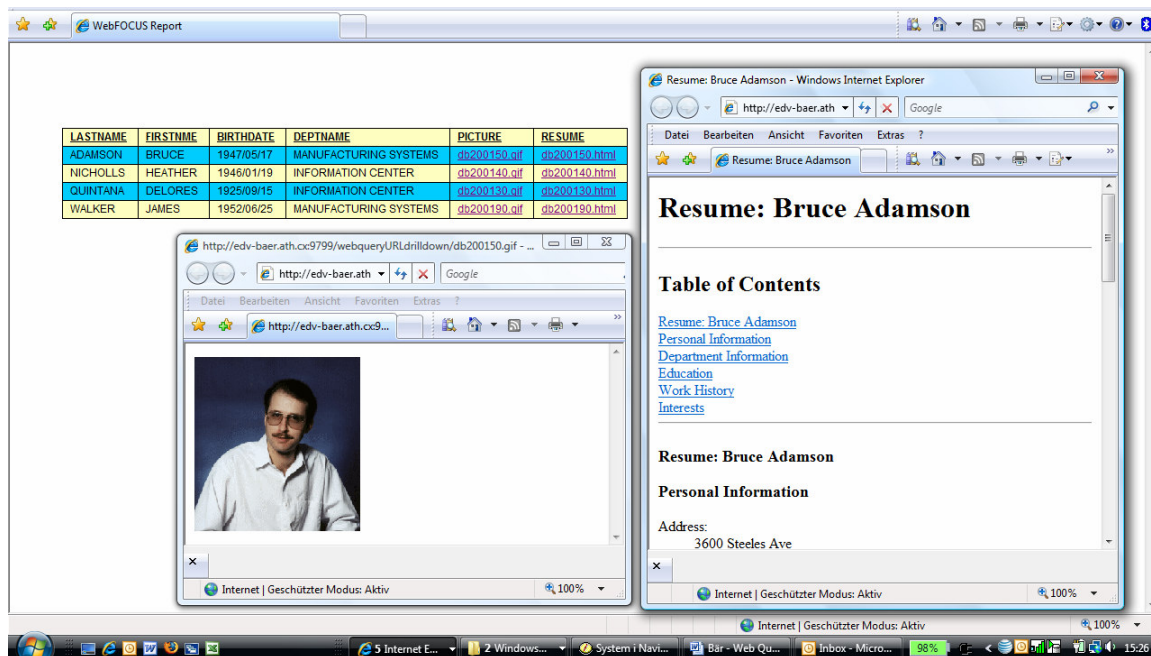 WebFOCUS Report
LASTNAME FIRSTNME BIRTHDATE DEPTNAME PICTURE RESUME
ADAMSON BRUCE 1947/05/17 MANUFACTURING SYSTEMS db200150.gif db200150.html
NICHOLLS HEATHER 1946/01/19 INFORMATION CENTER db200140.gif db200140.html
QUINTANA DELORES 1925/09/15 INFORMATION CENTER db200130.gif db200130.html
WALKER JAMES 1952/06/25 MANUFACTURING SYSTEMS db200190.gif db200190.html
http://edv-baer.ath.cx:9799/webqueryURLdrilldown/db200150.gif - ...
http://edv-baer.ath
Google
Datei Bearbeiten Ansicht Favoriten Extras ?
http://edv-baer.ath.cx:9...
Internet | Geschützter Modus: Aktiv
100%
Resume: Bruce Adamson - Windows Internet Explorer
http://edv-baer.ath
Google
Datei Bearbeiten Ansicht Favoriten Extras ?
Resume: Bruce Adamson
Resume: Bruce Adamson
Table of Contents
Resume: Bruce Adamson
Personal Information
Department Information
Education
Work History
Interests
Resume: Bruce Adamson
Personal Information
Address:
3600 Steeles Ave
Internet | Geschützter Modus: Aktiv
100%
Internet | Geschützter Modus: Aktiv
100%
5 Internet E...
2 Windows...
System i Navi...
Bär - Web Qu...
Inbox - Micro...
98%
15:26